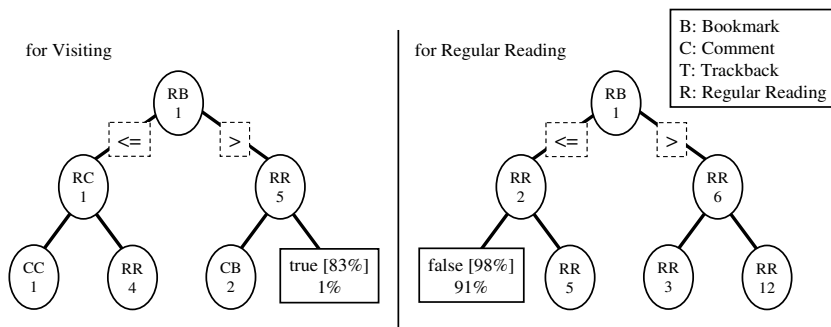 for Visiting
RB
1
<=
>
RC
1
RR
5
CC
1
RR
4
CB
2
true [83%]
1%
for Regular Reading
B: Bookmark
C: Comment
T: Trackback
R: Regular Reading
RB
1
<=
>
RR
2
RR
6
false [98%]
91%
RR
5
RR
3
RR
12